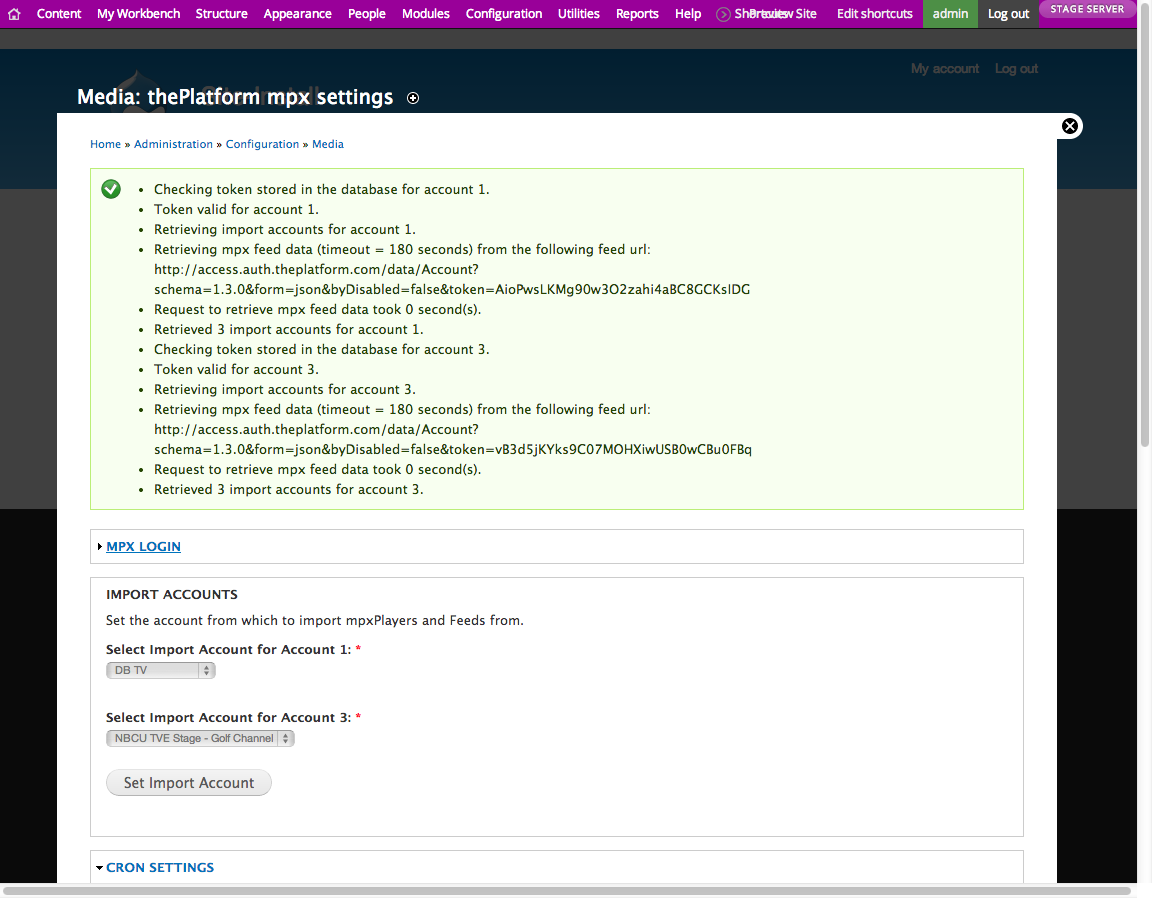 Content My Workbench Structure Appearance People Modules Configuration Utilities Reports Help Preview Site Edit shortcuts admin Log out STAGE SERVER
My account Log out
Media: thePlatform mpx settings
Home » Administration » Configuration » Media
Checking token stored in the database for account 1.
Token valid for account 1.
Retrieving import accounts for account 1.
Retrieving mpx feed data (timeout = 180 seconds) from the following feed url:
http://access.auth.theplatform.com/data/Account?
schema=1.3.0&form=json&byDisabled=false&token=AioPwsLKMg90w3O2zahi4aBC8GCKsIDG
Request to retrieve mpx feed data took 0 second(s).
Retrieved 3 import accounts for account 1.
Checking token stored in the database for account 3.
Token valid for account 3.
Retrieving import accounts for account 3.
Retrieving mpx feed data (timeout = 180 seconds) from the following feed url:
http://access.auth.theplatform.com/data/Account?
schema=1.3.0&form=json&byDisabled=false&token=vB3d5jKYks9C07MOHXiwUSB0wCBu0FBq
Request to retrieve mpx feed data took 0 second(s).
Retrieved 3 import accounts for account 3.
MPX LOGIN
IMPORT ACCOUNTS
Set the account from which to import mpxPlayers and Feeds from.
Select Import Account for Account 1: *
DB TV
Select Import Account for Account 3: *
NBCU TVE Stage - Golf Channel
Set Import Account
CRON SETTINGS